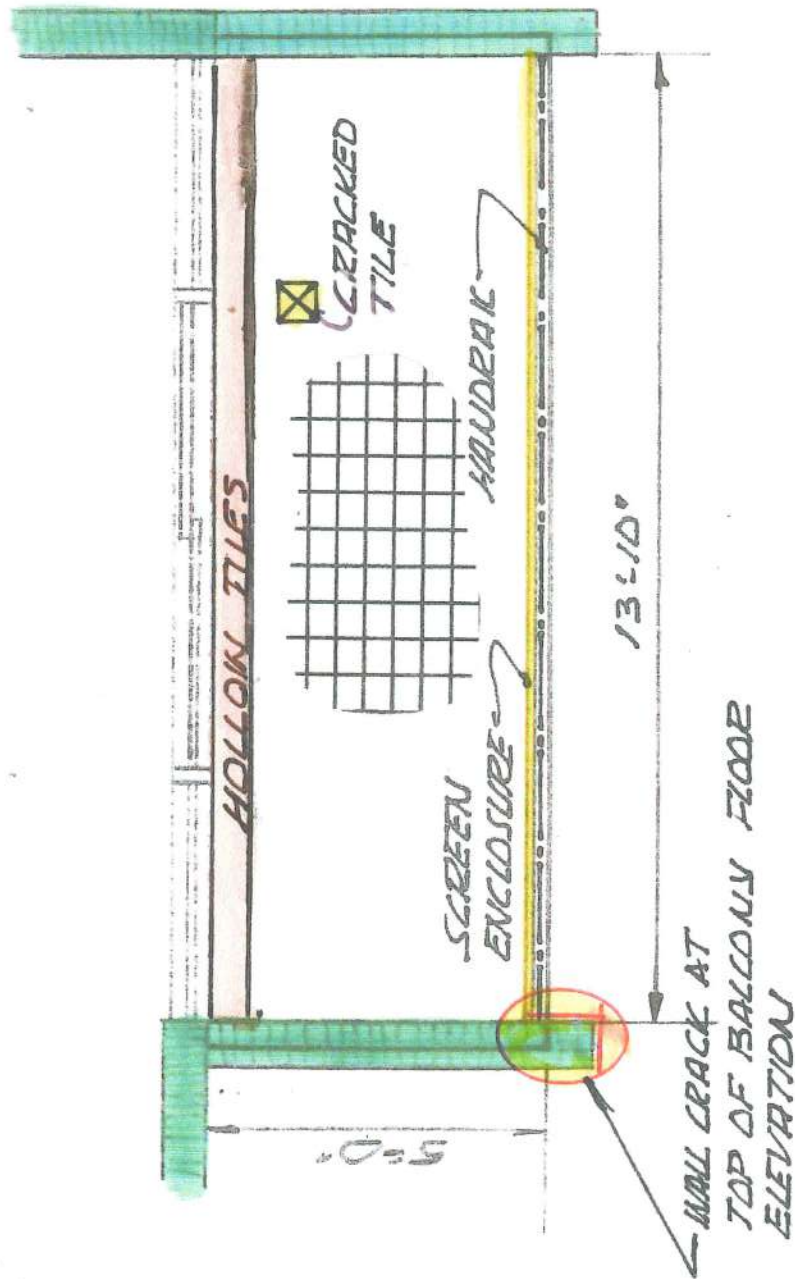 HOLLOW TILES
CRACKED
TILE
HANDRAIL
SCREEN
ENCLOSURE
13'-10"
5'-0"
WALL CRACK AT
TOP OF BALCONY FLOOR
ELEVATION